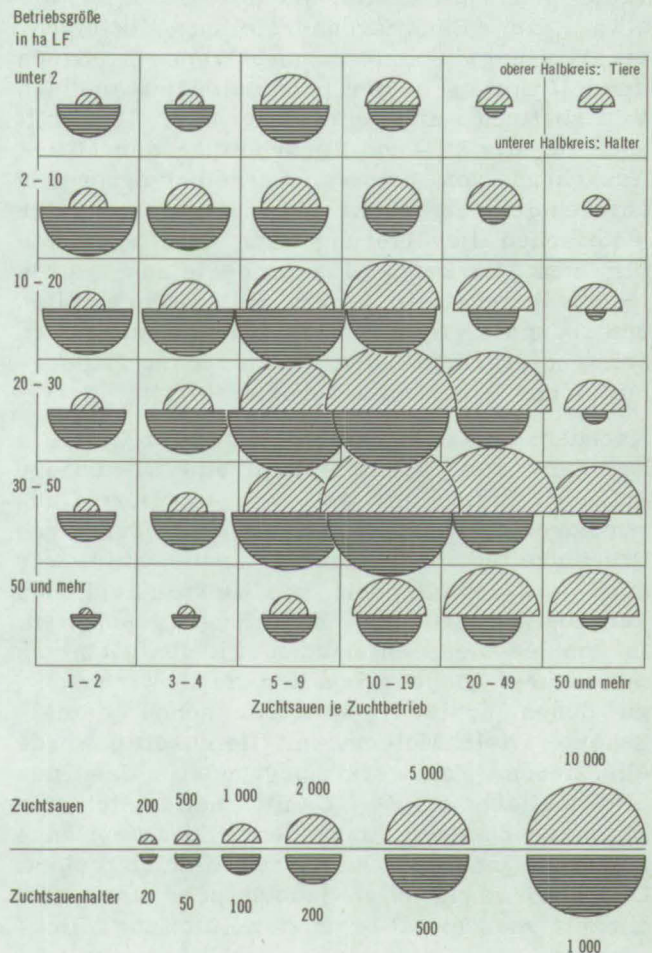 Betriebsgröße
in ha LF
unter 2
oberer Halbkreis: Tiere
unterer Halbkreis: Halter
2 – 10
10 – 20
20 – 30
30 – 50
50 und mehr
1 – 2 3 – 4 5 – 9 10 – 19 20 – 49 50 und mehr
Zuchtsauen je Zuchtbetrieb
Zuchtsauen 200 500 1 000 2 000 5 000 10 000
Zuchtsauenhalter 20 50 100 200 500 1 000